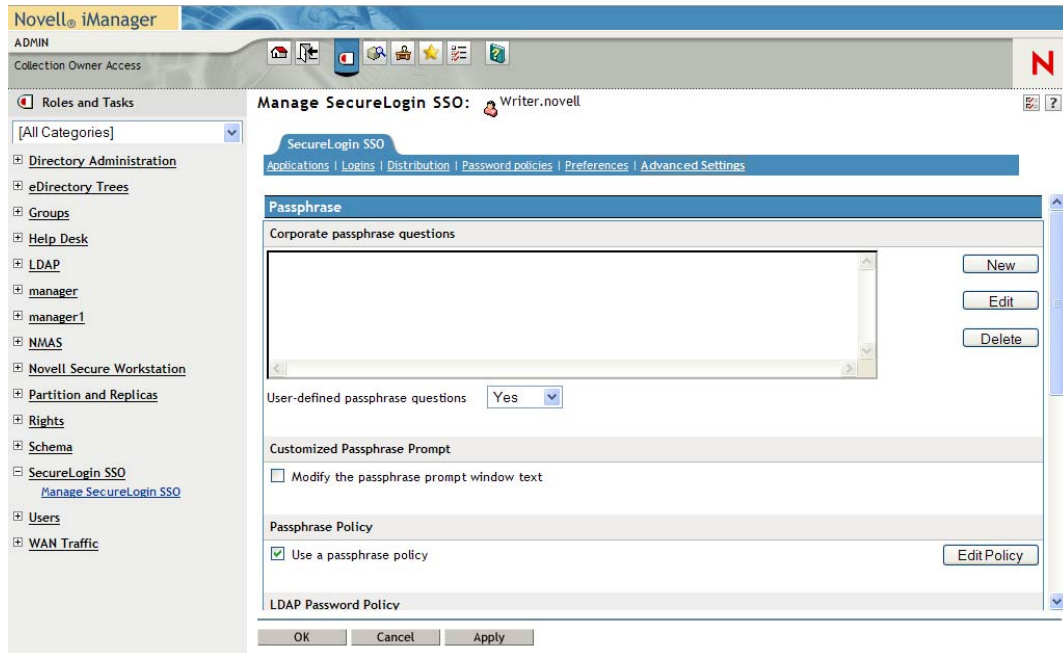 Novell® iManager
ADMIN
Collection Owner Access
N
Roles and Tasks
[All Categories]
Directory Administration
eDirectory Trees
Groups
Help Desk
LDAP
manager
manager1
NMAS
Novell Secure Workstation
Partition and Replicas
Rights
Schema
SecureLogin SSO
Manage SecureLogin SSO
Users
WAN Traffic
Manage SecureLogin SSO: Writer.novell
?
SecureLogin SSO
Applications | Logins | Distribution | Password policies | Preferences | Advanced Settings
Passphrase
Corporate passphrase questions
New
Edit
Delete
User-defined passphrase questions Yes
Customized Passphrase Prompt
Modify the passphrase prompt window text
Passphrase Policy
Use a passphrase policy Edit Policy
LDAP Password Policy
OK Cancel Apply